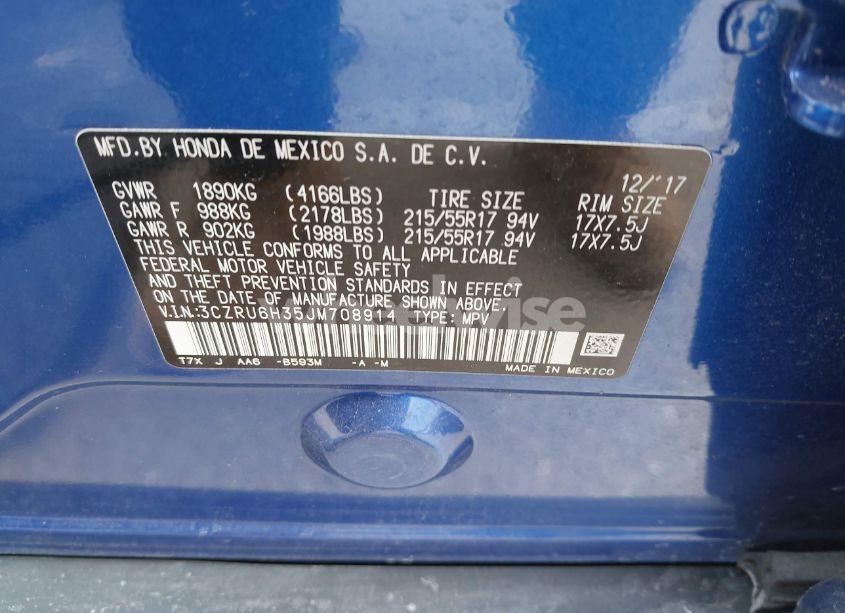 MFD.BY HONDA DE MEXICO S.A. DE C.V.
12/'17
GVWR 1890KG (4166LBS) TIRE SIZE RIM SIZE
GAWR F 988KG (2178LBS) 215/55R17 94V 17X7.5J
GAWR R 902KG (1988LBS) 215/55R17 94V 17X7.5J
THIS VEHICLE CONFORMS TO ALL APPLICABLE
FEDERAL MOTOR VEHICLE SAFETY
AND THEFT PREVENTION STANDARDS IN EFFECT
ON THE DATE OF MANUFACTURE SHOWN ABOVE.
V.IN:3CZRU6H35JM708914 TYPE: MPV
T7X J AA6 -B593M -A -M
MADE IN MEXICO